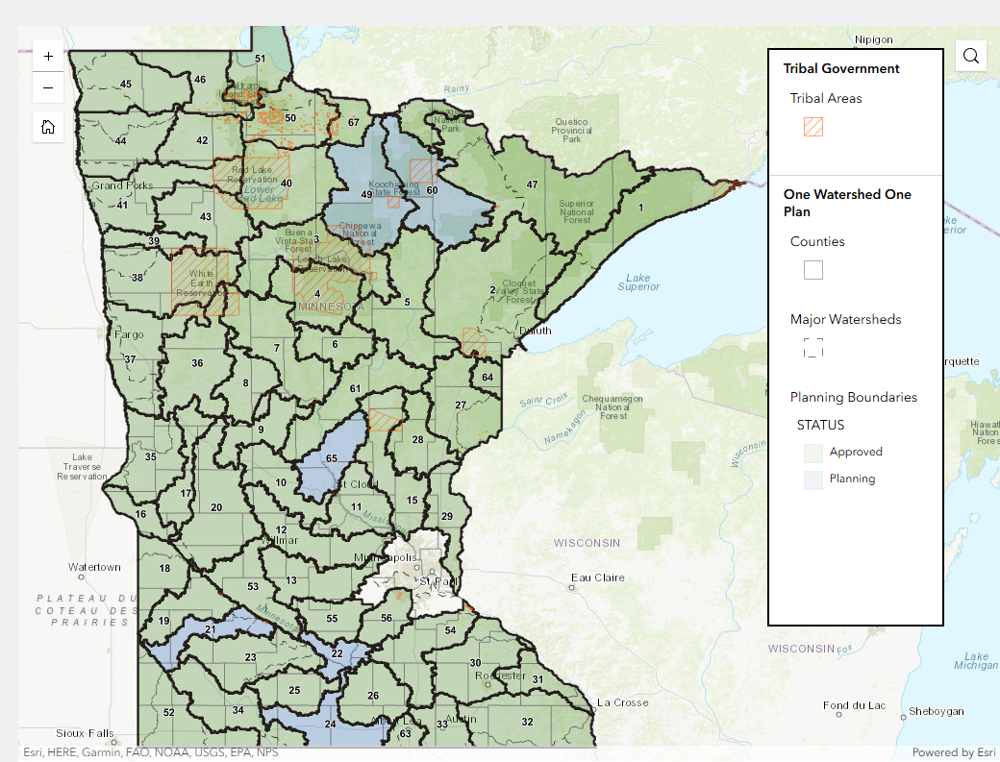 Nipigon
+
−
Tribal Government
Tribal Areas
One Watershed One
Plan
Counties
Major Watersheds
Planning Boundaries
STATUS
Approved
Planning
51
45
46
Rainy
50
67
Quetico
Provincial
Park
44
42
National
Park
Red Lake
Reservation
40
Lower
Red Lake
Grand Forks
Koochiching
State Forest
49
60
47
1
41
43
Superior
National
Forest
39
3
Buena
Vista State
Forest
Chippewa
National
Forest
Leech Lake
Reservation
38
White
Earth
Reservation
4
MINNESOTA
5
2
Cloquet
Valley State
Forest
Lake
Superior
Duluth
Fargo
37
36
7
6
8
61
64
27
Saint Croix
Chequamegon
National
Forest
Namekagon
Wisconsin
9
28
35
65
Lake
Traverse
Reservation
17
10
St Cloud
16
20
11
15
29
12
Willmar
WISCONSIN
Minneapolis
St Paul
Watertown
18
53
13
Eau Claire
PLATEAU DU
COTEAU DES
PRAIRIES
Minnesota
55
56
19
21
54
22
23
30
Rochester
31
WISCONSIN
Fox
Lake
Michigan
25
26
La Crosse
Fond du Lac
Sheboygan
52
34
24
Albert Lea
63
33
Austin
32
Sioux Falls
Esri, HERE, Garmin, FAO, NOAA, USGS, EPA, NPS
Powered by Esri